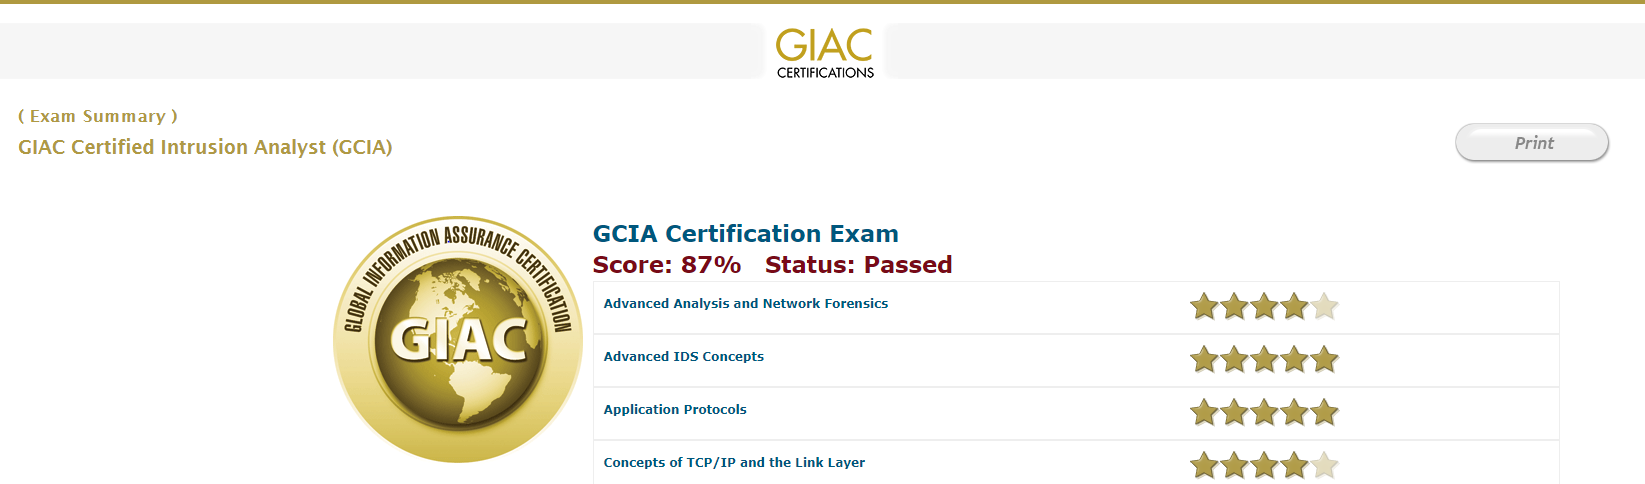 GIAC
CERTIFICATIONS
( Exam Summary )
GIAC Certified Intrusion Analyst (GCIA)
Print
GLOBAL INFORMATION ASSURANCE CERTIFICATION
GIAC
GCIA Certification Exam
Score: 87% Status: Passed
Advanced Analysis and Network Forensics
Advanced IDS Concepts
Application Protocols
Concepts of TCP/IP and the Link Layer